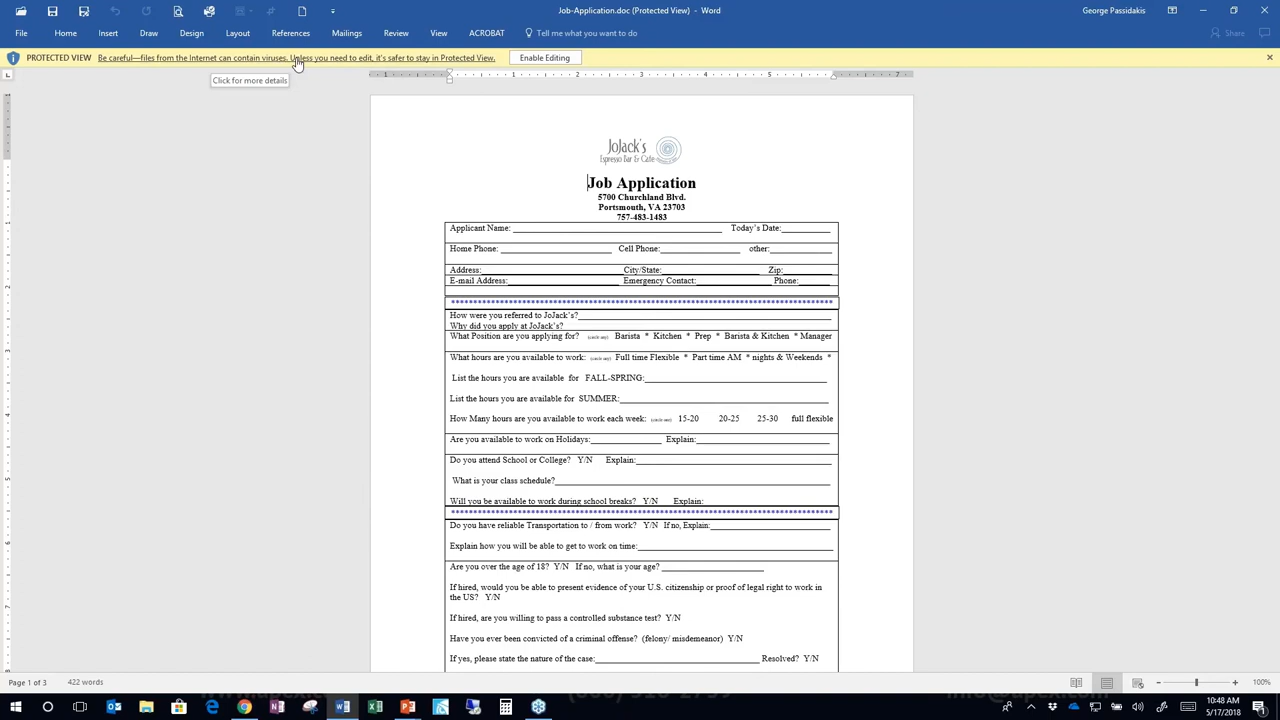 Job-Application-(Protected View) - Word
George Passidakis
File Home Insert Draw Design Layout References Mailings Review View ACROBAT Tell me what you want to do Share
PROTECTED VIEW Be careful—files from the Internet can contain viruses. Unless you need to edit, it's safer to stay in Protected View. Enable Editing
Click for more details
1 1 2 3 4 5 7
JoJack's
Espresso Bar & Cafe
Job Application
5700 Churchland Blvd.
Portsmouth, VA 23703
757-483-1483
Applicant Name: Today's Date:
Home Phone: Cell Phone: other:
Address: City/State: Zip:
E-mail Address: Emergency Contact: Phone:
How were you referred to JoJack's?
Why did you apply at JoJack's?
What Position are you applying for? (circle any) Barista * Kitchen * Prep * Barista & Kitchen * Manager
What hours are you available to work: (circle any) Full time Flexible * Part time AM * nights & Weekends *
List the hours you are available for FALL-SPRING:
List the hours you available for SUMMER:
How Many hours are you available to work each week: (circle one) 15-20 20-25 25-30 full flexible
Are you available to work on Holidays: Explain:
Do you attend School or College? Y/N Explain:
What is your class schedule?
Will you be available to work during school breaks? Y/N Explain:
Do you have reliable Transportation to / from work? Y/N If no, Explain:
Explain how you will be able to get to work on time:
Are you over the age of 18? Y/N If no, what is your age?
If hired, would you be able to present evidence of your U.S. citizenship or proof of legal right to work in
the US? Y/N
If hired, are you willing to pass a controlled substance test? Y/N
Have you ever been convicted of a criminal offense? (felony/ misdemeanor) Y/N
If yes, please state the nature of the case: Resolved? Y/N
Page 1 of 3 422 words 100%
10:48 AM
5/17/2018